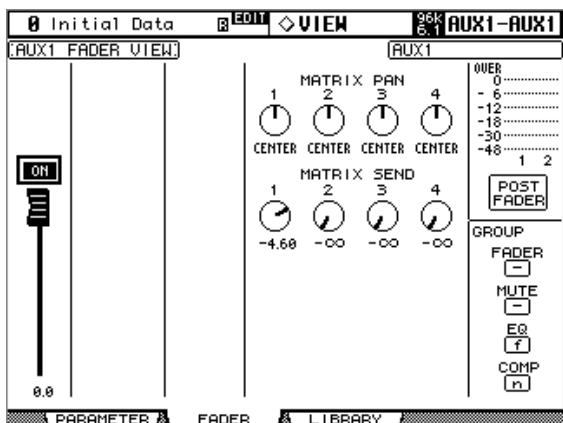 0 Initial Data R EDIT ◇VIEW 96K 6.1 AUX1-AUX1
AUX1 FADER VIEW AUX1
MATRIX PAN
1 2 3 4
CENTER CENTER CENTER CENTER
MATRIX SEND
1 2 3 4
-4.60 -∞ -∞ -∞
ON
0.0
OVER
0
- 6
-12
-18
-30
-48
1 2
POST
FADER
GROUP
FADER
-
MUTE
-
EQ
f
COMP
n
PARAMETER FADER LIBRARY